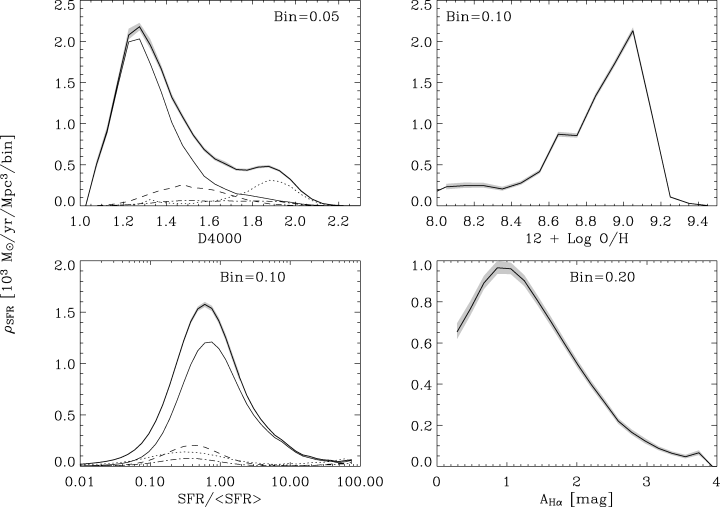 Bin=0.05
2.5
2.0
1.5
1.0
0.5
0.0
1.0 1.2 1.4 1.6 1.8 2.0 2.2
D4000
Bin=0.10
2.5
2.0
1.5
1.0
0.5
0.0
8.0 8.2 8.4 8.6 8.8 9.0 9.2 9.4
12 + Log O/H
ρSFR [10³ M⊙/yr/Mpc³/bin]
Bin=0.10
2.0
1.5
1.0
0.5
0.0
0.01 0.10 1.00 10.00 100.00
SFR/<SFR>
Bin=0.20
1.0
0.8
0.6
0.4
0.2
0.0
0 1 2 3 4
AHα [mag]